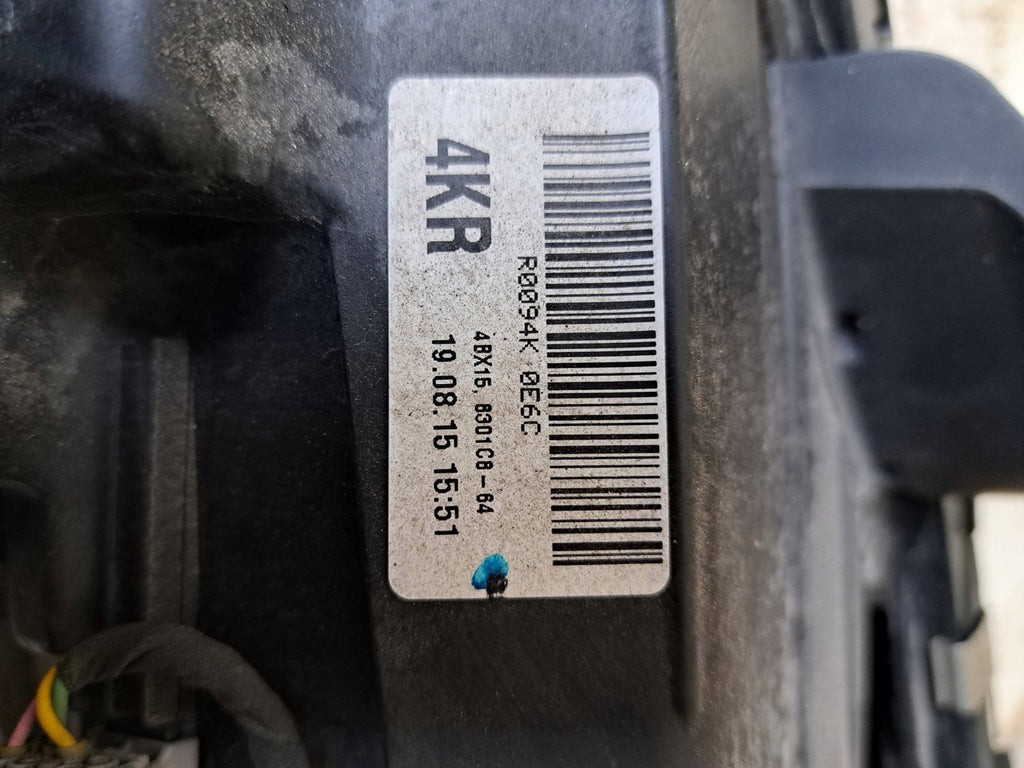 R0094K 0E6C
4KR
4BX15, 8301C8-64
19.08.15 15:51